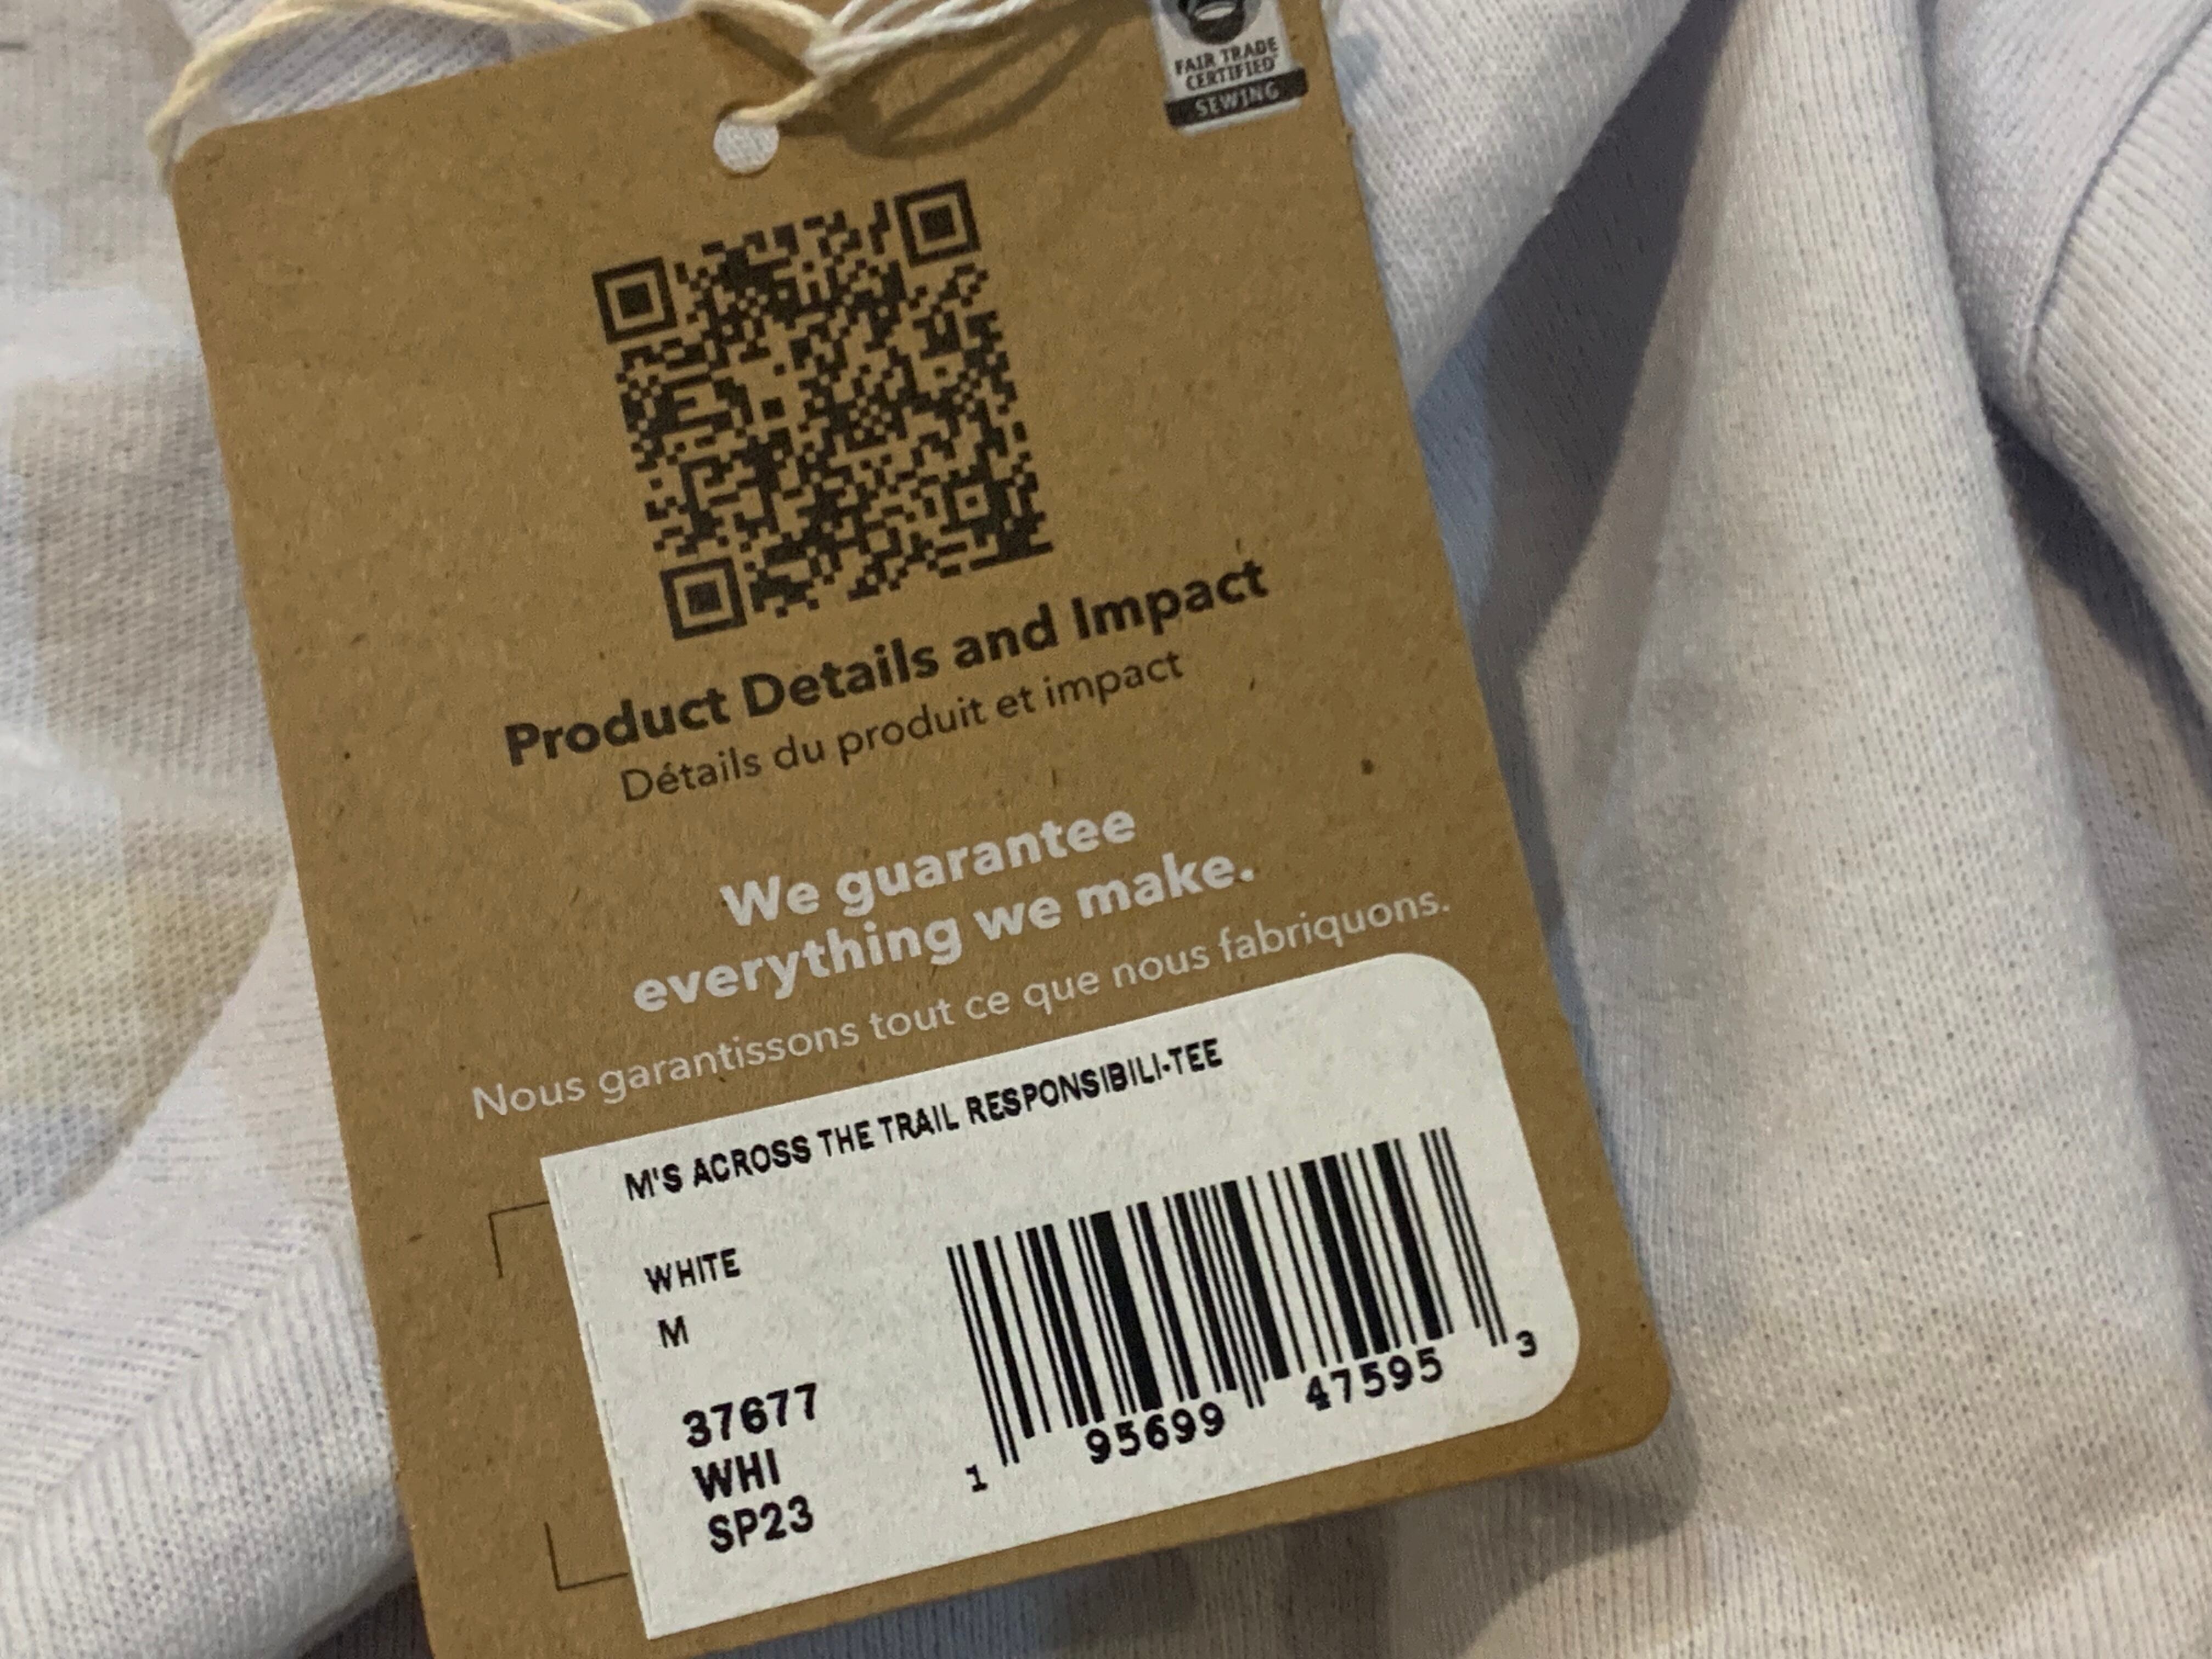 FAIR TRADE
CERTIFIED
SEWING
Product Details and Impact
Détails du produit et impact
We guarantee
everything we make.
Nous garantissons tout ce que nous fabriquons.
M'S ACROSS THE TRAIL RESPONSIBILI-TEE
WHITE
M
37677
WHI
SP23
1 95699 47595 3